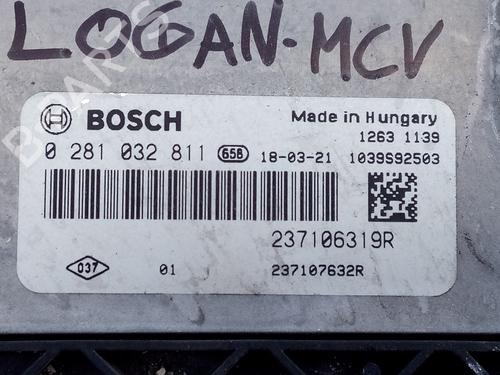 LOGAN-MCV
BOSCH
Made in Hungary
1263 1139
0 281 032 811 65B 18-03-21 1039S92503
237106319R
037 01 237107632R